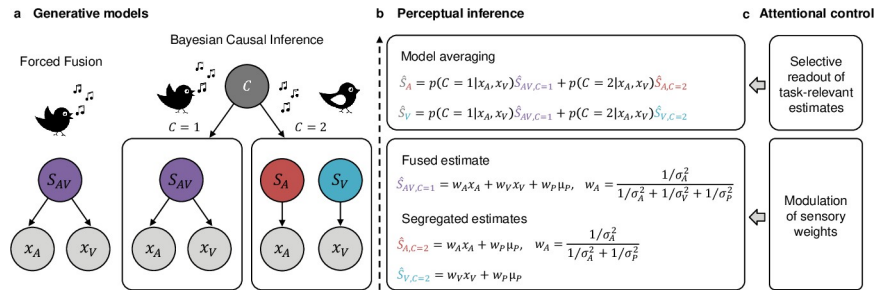 a Generative models
Forced Fusion
Bayesian Causal Inference
C
C = 1
C = 2
S_AV
S_AV
S_A
S_V
x_A
x_V
x_A
x_V
x_A
x_V
b Perceptual inference
Model averaging
Ŝ_A = p(C = 1|x_A, x_V)Ŝ_AV,C=1 + p(C = 2|x_A, x_V)Ŝ_A,C=2
Ŝ_V = p(C = 1|x_A, x_V)Ŝ_AV,C=1 + p(C = 2|x_A, x_V)Ŝ_V,C=2
Fused estimate
Ŝ_AV,C=1 = w_A x_A + w_V x_V + w_P μ_P, w_A = (1/σ_A^2) / (1/σ_A^2 + 1/σ_V^2 + 1/σ_P^2)
Segregated estimates
Ŝ_A,C=2 = w_A x_A + w_P μ_P, w_A = (1/σ_A^2) / (1/σ_A^2 + 1/σ_P^2)
Ŝ_V,C=2 = w_V x_V + w_P μ_P
c Attentional control
Selective
readout of
task-relevant
estimates
Modulation
of sensory
weights